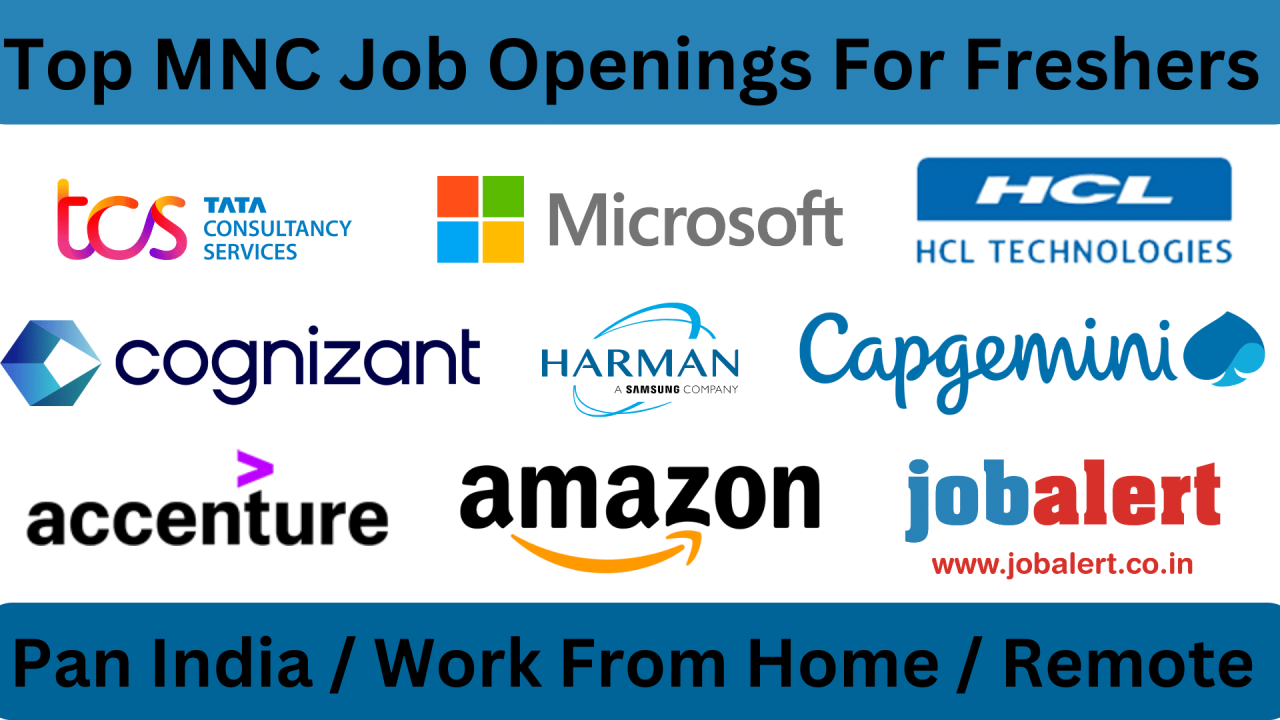 Top MNC Job Openings For Freshers
tcs TATA
CONSULTANCY
SERVICES
Microsoft
HCL
HCL TECHNOLOGIES
cognizant
HARMAN
A SAMSUNG COMPANY
Capgemini
accenture
amazon
jobalert
www.jobalert.co.in
Pan India / Work From Home / Remote